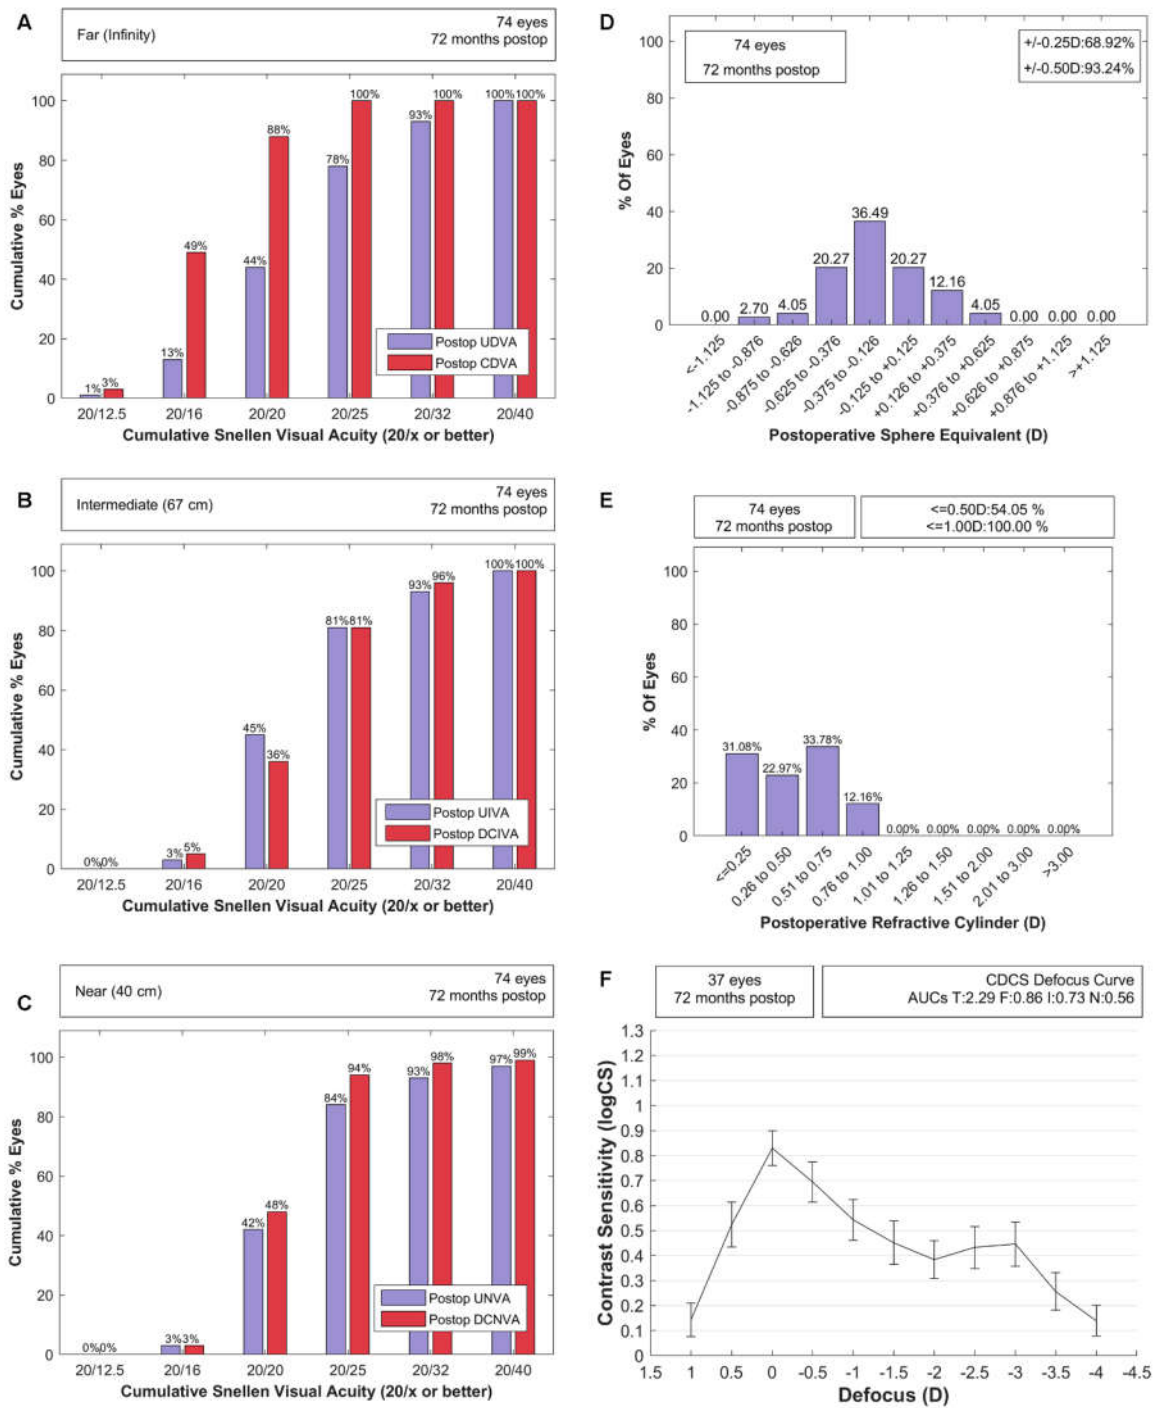 A
Far (Infinity)
74 eyes
72 months postop
Cumulative % Eyes
100
80
60
40
20
0
1%
3%
13%
49%
44%
88%
78%
100%
93%
100%
100%
100%
Postop UDVA
Postop CDVA
20/12.5 20/16 20/20 20/25 20/32 20/40
Cumulative Snellen Visual Acuity (20/x or better)
B
Intermediate (67 cm)
74 eyes
72 months postop
Cumulative % Eyes
100
80
60
40
20
0
0%0%
3%
5%
45%
36%
81%81%
93%
96%
100%100%
Postop UIVA
Postop DCIVA
20/12.5 20/16 20/20 20/25 20/32 20/40
Cumulative Snellen Visual Acuity (20/x or better)
C
Near (40 cm)
74 eyes
72 months postop
Cumulative % Eyes
100
80
60
40
20
0
0%0%
3%3%
42%
48%
84%
94%
93%
98%
97%
99%
Postop UNVA
Postop DCNVA
20/12.5 20/16 20/20 20/25 20/32 20/40
Cumulative Snellen Visual Acuity (20/x or better)
D
74 eyes
72 months postop
+/-0.25D:68.92%
+/-0.50D:93.24%
% Of Eyes
100
80
60
40
20
0
0.00
2.70
4.05
20.27
36.49
20.27
12.16
4.05
0.00
0.00
0.00
<-1.125
-1.125 to -0.876
-0.875 to -0.626
-0.625 to -0.376
-0.375 to -0.126
-0.125 to +0.125
+0.126 to +0.375
+0.376 to +0.625
+0.626 to +0.875
+0.876 to +1.125
>+1.125
Postoperative Sphere Equivalent (D)
E
74 eyes
72 months postop
<=0.50D:54.05 %
<=1.00D:100.00 %
% Of Eyes
100
80
60
40
20
0
31.08%
22.97%
33.78%
12.16%
0.00%
0.00%
0.00%
0.00%
0.00%
<=0.25
0.26 to 0.50
0.51 to 0.75
0.76 to 1.00
1.01 to 1.25
1.26 to 1.50
1.51 to 2.00
2.01 to 3.00
>3.00
Postoperative Refractive Cylinder (D)
F
37 eyes
72 months postop
CDCS Defocus Curve
AUCs T:2.29 F:0.86 I:0.73 N:0.56
Contrast Sensitivity (logCS)
1.3
1.2
1.1
1
0.9
0.8
0.7
0.6
0.5
0.4
0.3
0.2
0.1
0
1.5 1 0.5 0 -0.5 -1 -1.5 -2 -2.5 -3 -3.5 -4 -4.5
Defocus (D)